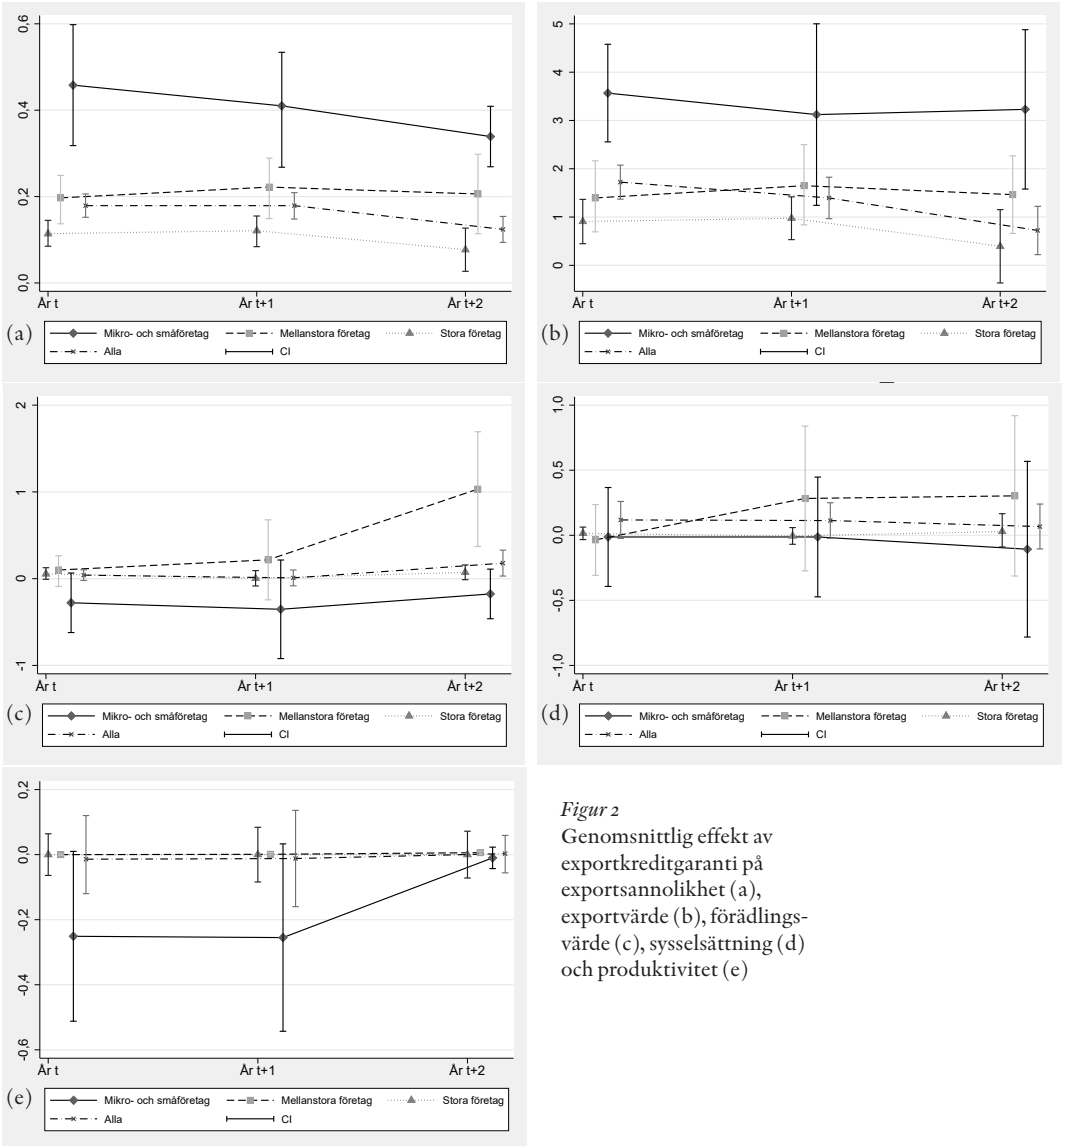 0,6
0,4
0,2
0,0
År t
År t+1
År t+2
(a)
Mikro- och småföretag
Mellanstora företag
Stora företag
Alla
CI
5
4
3
2
1
0
År t
År t+1
År t+2
(b)
Mikro- och småföretag
Mellanstora företag
Stora företag
Alla
CI
2
1
0
-1
År t
År t+1
År t+2
(c)
Mikro- och småföretag
Mellanstora företag
Stora företag
Alla
CI
1,0
0,5
0,0
-0,5
-1,0
År t
År t+1
År t+2
(d)
Mikro- och småföretag
Mellanstora företag
Stora företag
Alla
CI
0,2
0,0
-0,2
-0,4
-0,6
År t
År t+1
År t+2
(e)
Mikro- och småföretag
Mellanstora företag
Stora företag
Alla
CI
Figur 2
Genomsnittlig effekt av
exportkreditgaranti på
exportsannolikhet (a),
exportvärde (b), förädlings-
värde (c), sysselsättning (d)
och produktivitet (e)